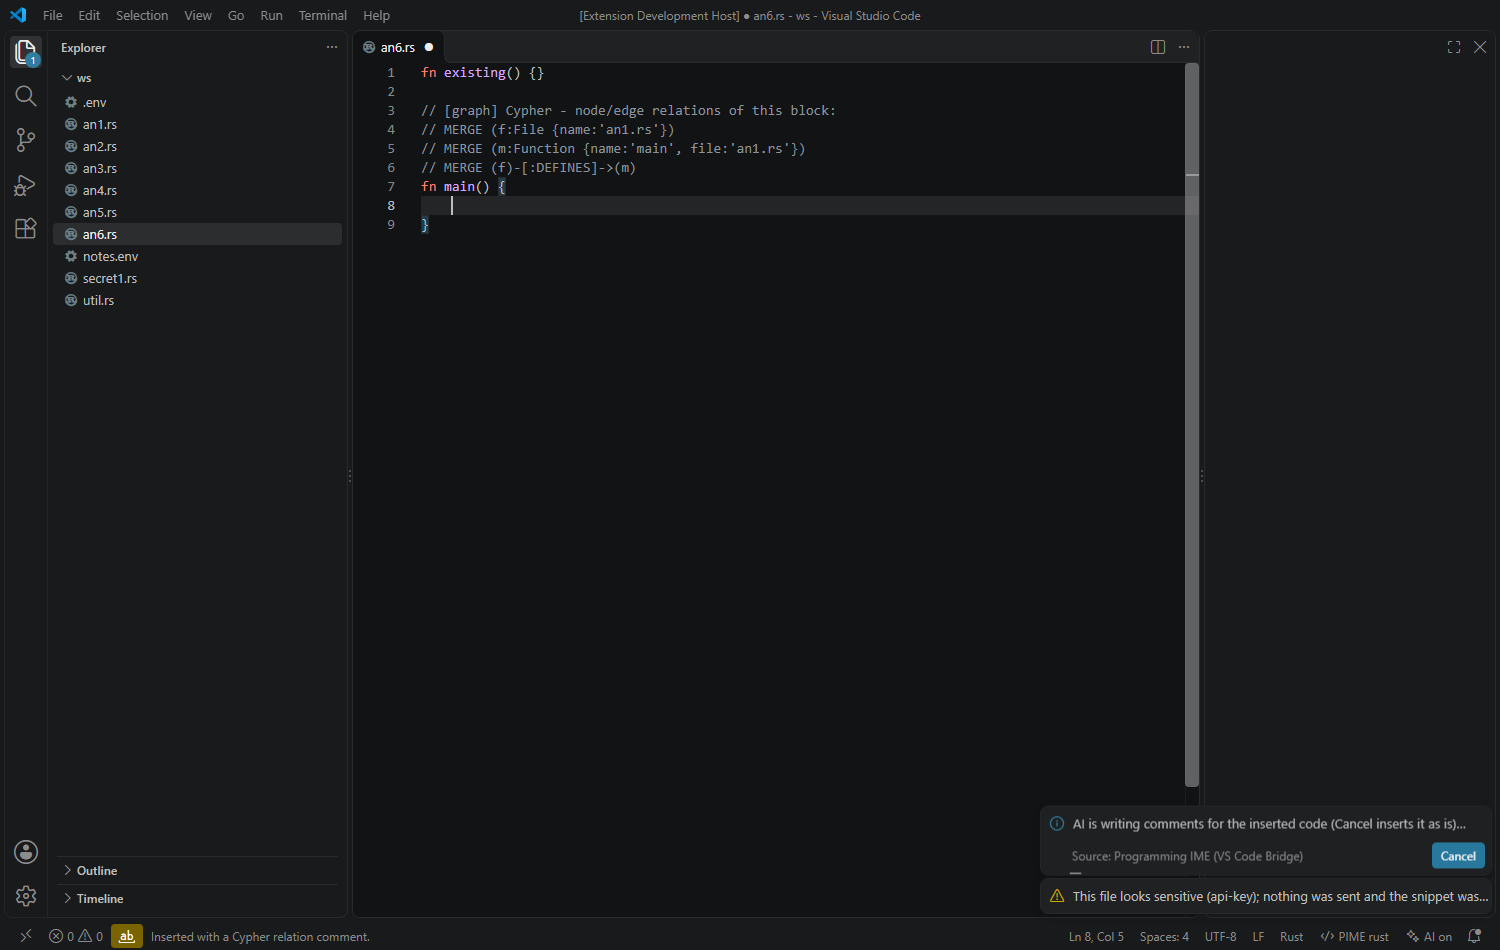 File Edit Selection View Go Run Terminal Help
[Extension Development Host] ● an6.rs - ws - Visual Studio Code
Explorer
ws
.env
an1.rs
an2.rs
an3.rs
an4.rs
an5.rs
an6.rs
notes.env
secret1.rs
util.rs
Outline
Timeline
1
an6.rs
1 fn existing() {}
2
3 // [graph] Cypher - node/edge relations of this block:
4 // MERGE (f:File {name:'an1.rs'})
5 // MERGE (m:Function {name:'main', file:'an1.rs'})
6 // MERGE (f)-[:DEFINES]->(m)
7 fn main() {
8
9 }
AI is writing comments for the inserted code (Cancel inserts it as is)...
Source: Programming IME (VS Code Bridge)
Cancel
This file looks sensitive (api-key); nothing was sent and the snippet was...
0 0 ab Inserted with a Cypher relation comment.
Ln 8, Col 5 Spaces: 4 UTF-8 LF Rust </> PIME rust AI on